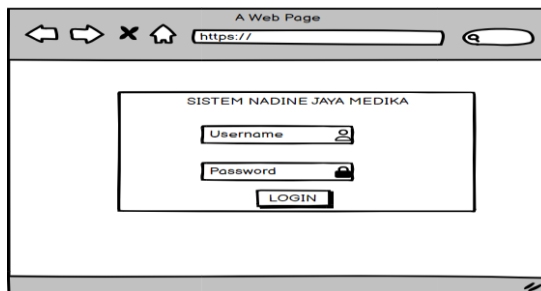 A Web Page
https://
SISTEM NADINE JAYA MEDIKA
Username
Password
LOGIN